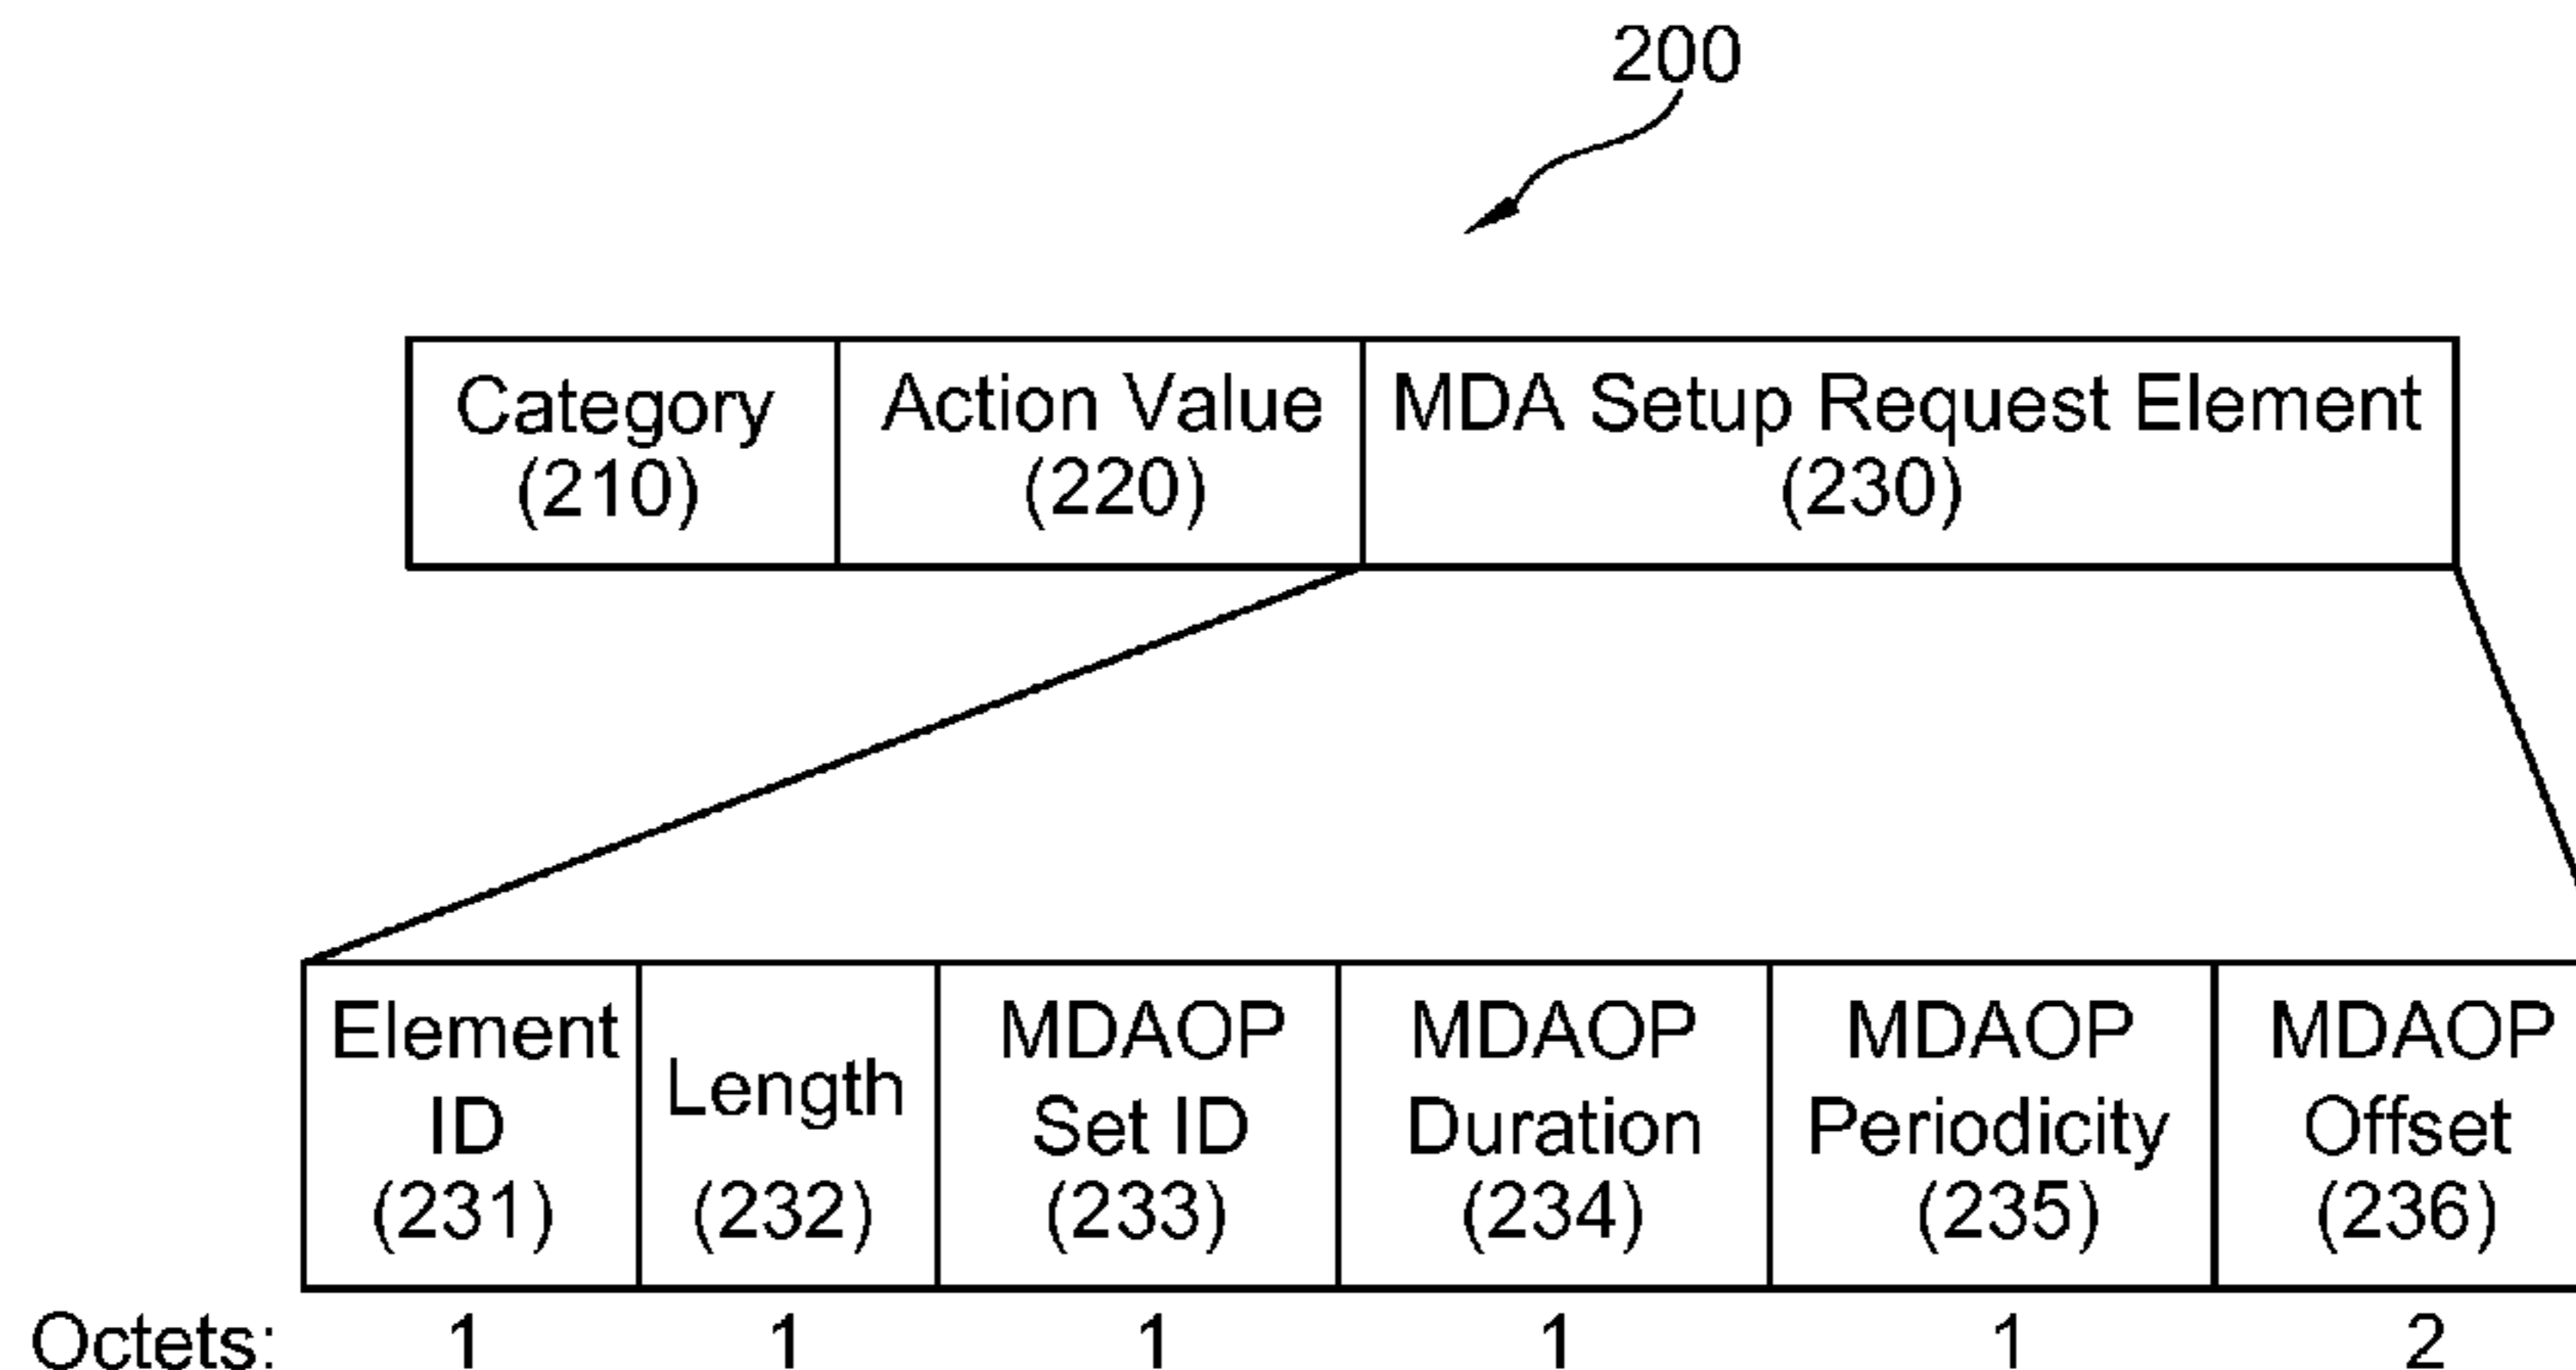 200
Category
(210)
Action Value
(220)
MDA Setup Request Element
(230)
Element
ID
(231)
Length
(232)
MDAOP
Set ID
(233)
MDAOP
Duration
(234)
MDAOP
Periodicity
(235)
MDAOP
Offset
(236)
Octets: 1 1 1 1 1 2